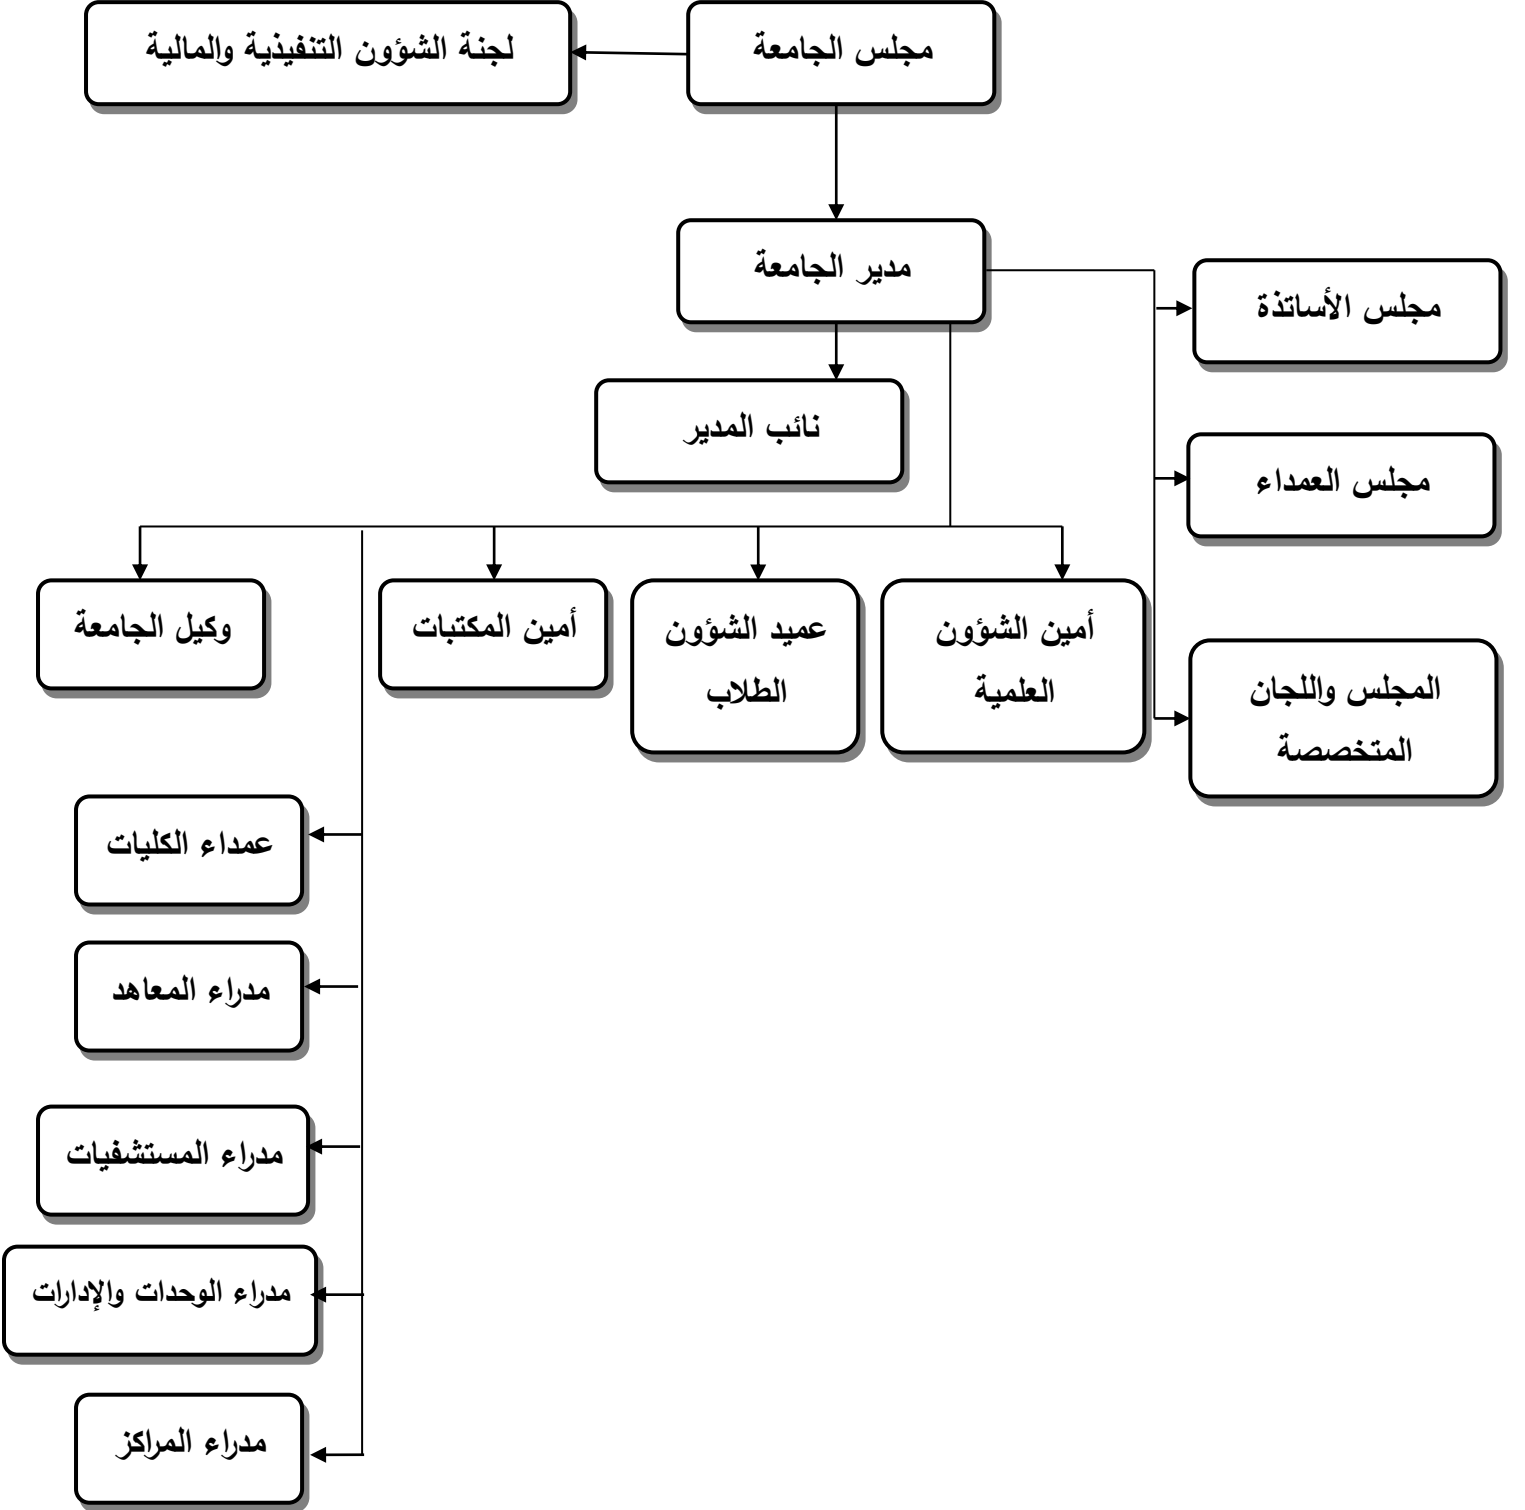 مجلس الجامعة
لجنة الشؤون التنفيذية والمالية
مدير الجامعة
مجلس الأساتذة
نائب المدير
مجلس العمداء
أمين الشؤون
العلمية
عميد الشؤون
الطلاب
أمين المكتبات
وكيل الجامعة
المجلس واللجان
المتخصصة
عمداء الكليات
مدراء المعاهد
مدراء المستشفيات
مدراء الوحدات والإدارات
مدراء المراكز